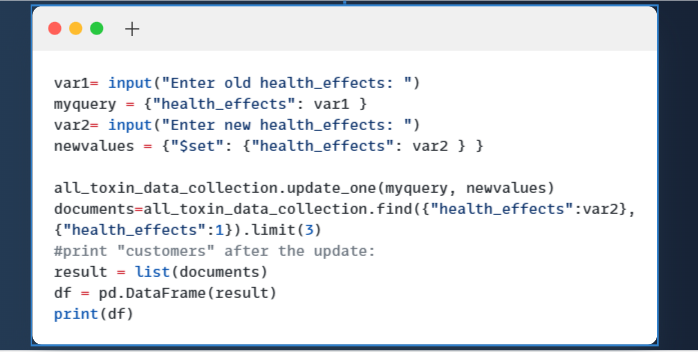 var1= input("Enter old health_effects: ")
myquery = {"health_effects": var1 }
var2= input("Enter new health_effects: ")
newvalues = {"$set": {"health_effects": var2 } }
all_toxin_data_collection.update_one(myquery, newvalues)
documents=all_toxin_data_collection.find({"health_effects":var2},
{"health_effects":1}).limit(3)
#print "customers" after the update:
result = list(documents)
df = pd.DataFrame(result)
print(df)